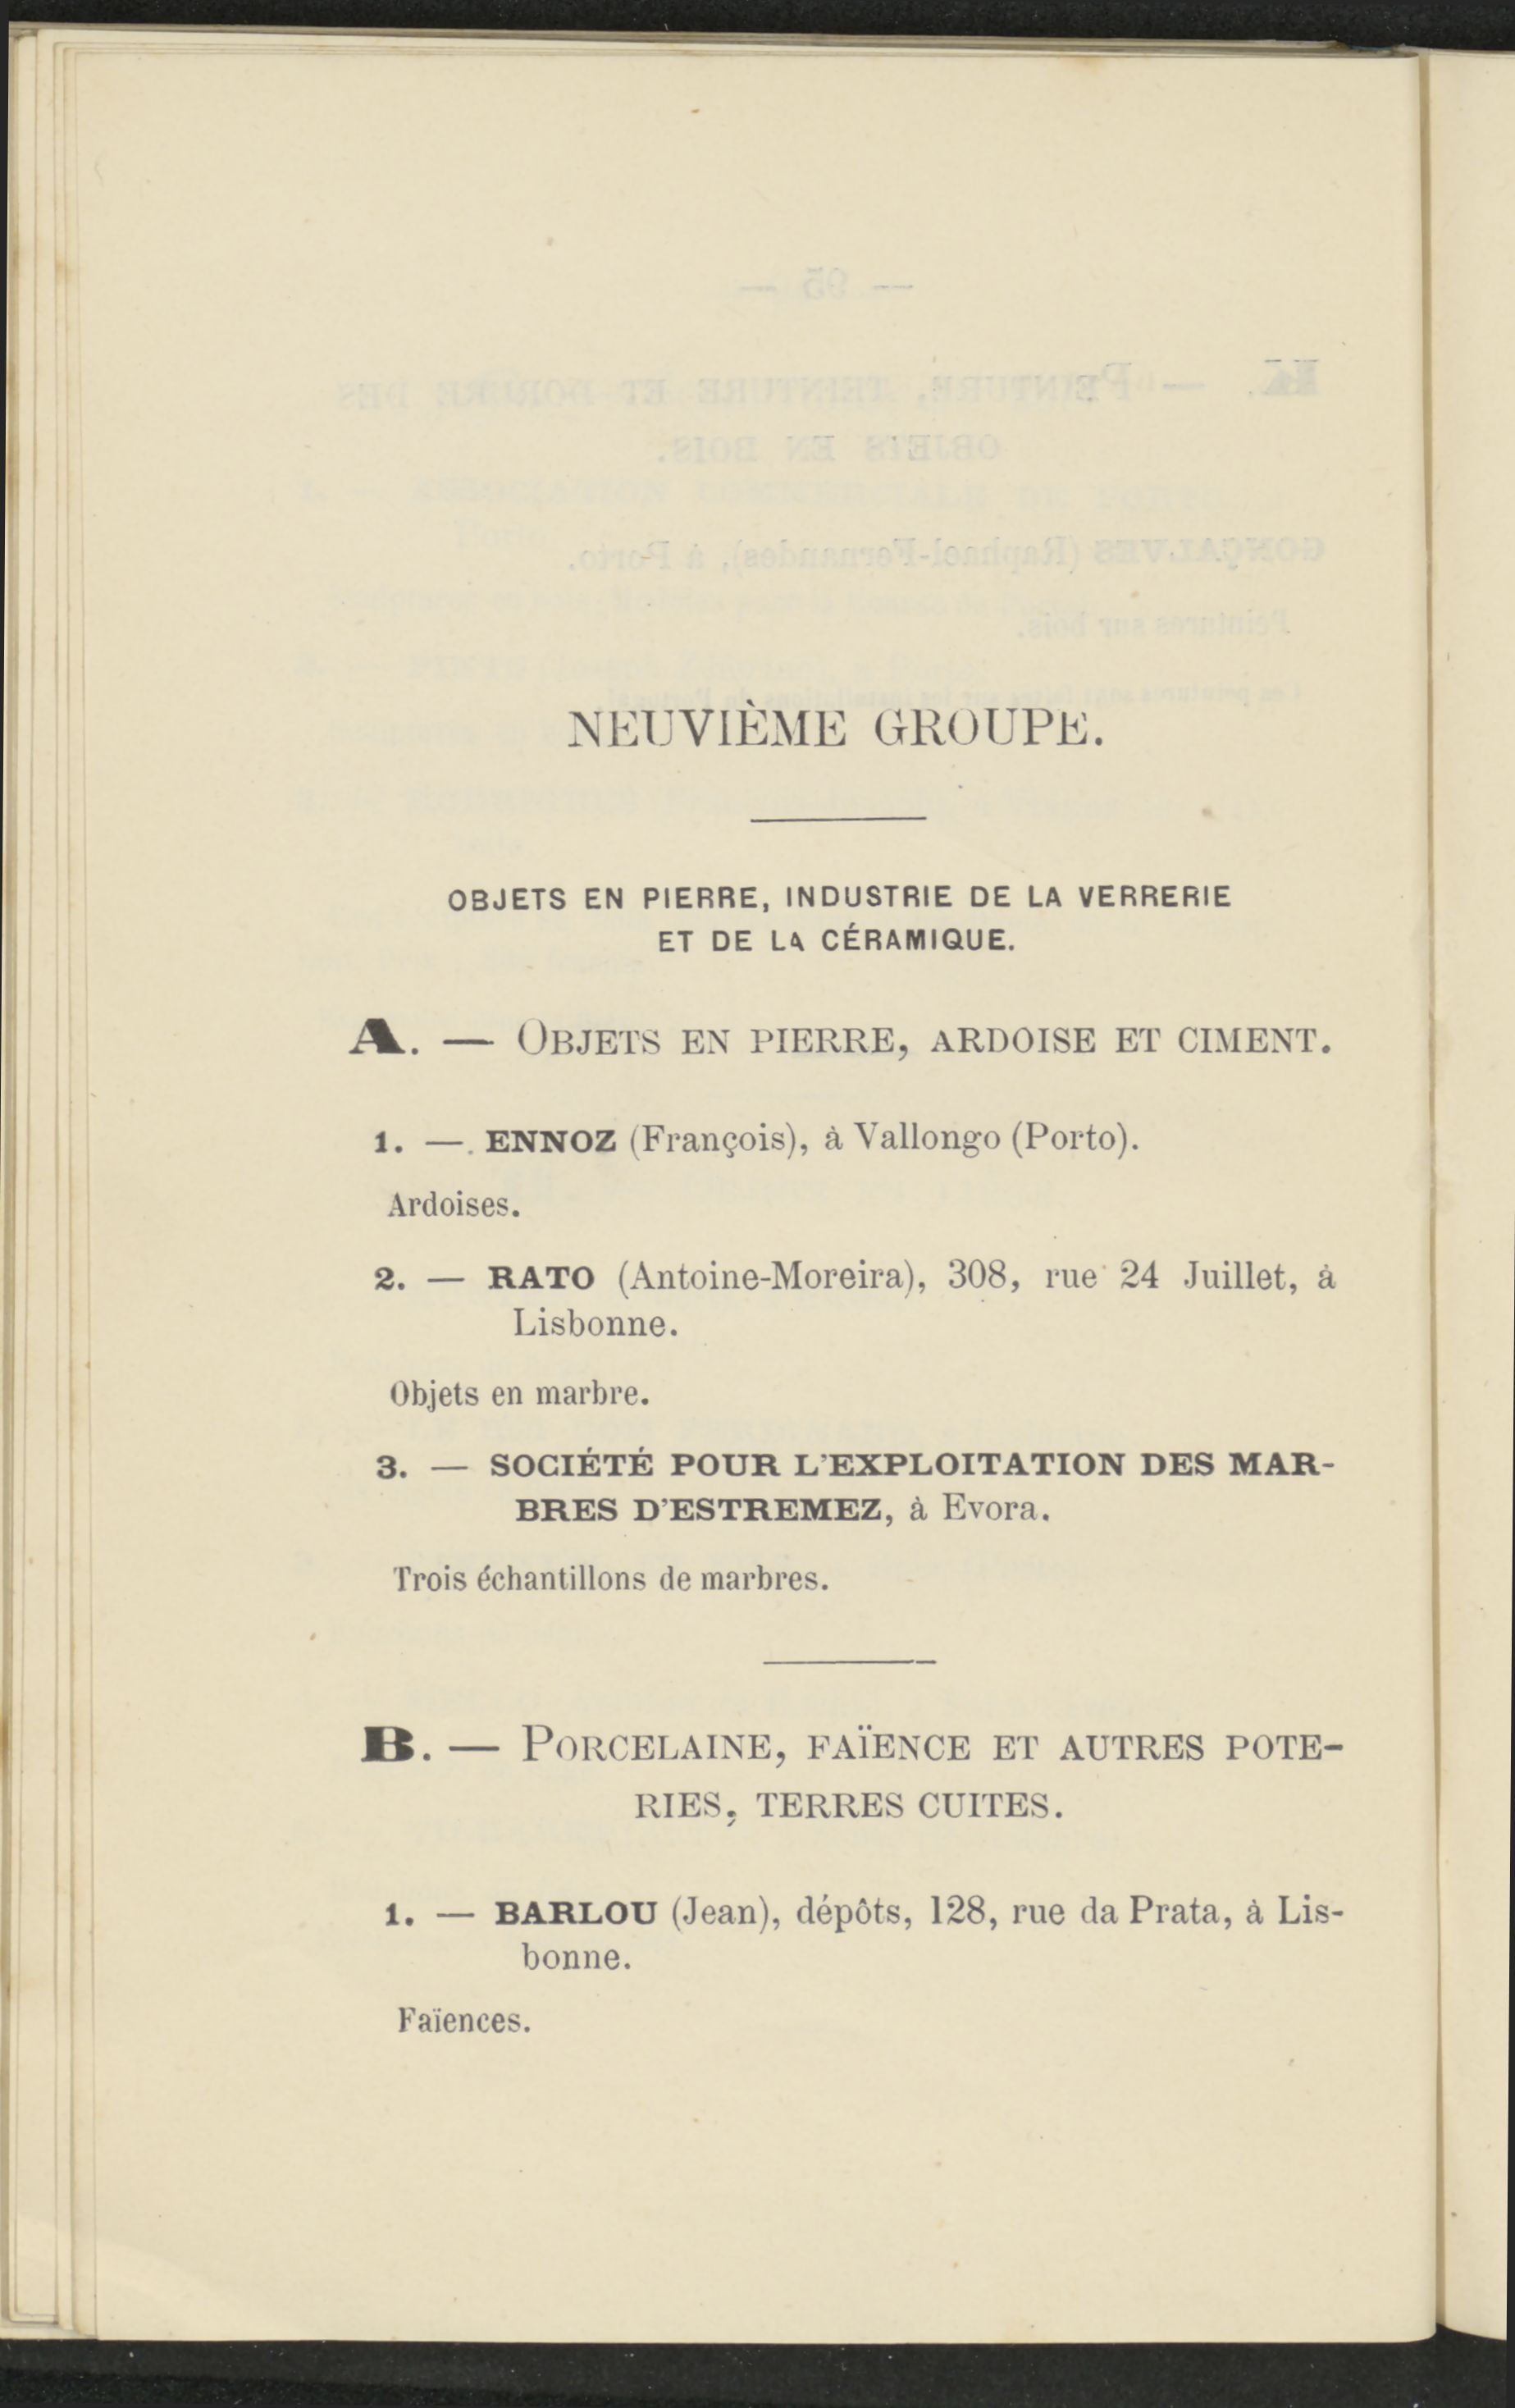 NEUVIÈME GROUPE.
OBJETS EN PIERRE, INDUSTRIE DE LA VERRERIE
ET DE LA CÉRAMIQUE.
A. — OBJETS EN PIERRE, ARDOISE ET CIMENT.
1. — ENNOZ (François), à Vallongo (Porto).
Ardoises.
2. — RATO (Antoine-Moreira), 308, rue 24 Juillet, à
Lisbonne.
Objets en marbre.
3. — SOCIÉTÉ POUR L'EXPLOITATION DES MAR-
BRES D'ESTREMEZ, à Evora.
Trois échantillons de marbres.
B. — PORCELAINE, FAÏENCE ET AUTRES POTE-
RIES, TERRES CUITES.
1. — BARLOU (Jean), dépôts, 128, rue da Prata, à Lis-
bonne.
Faïences.